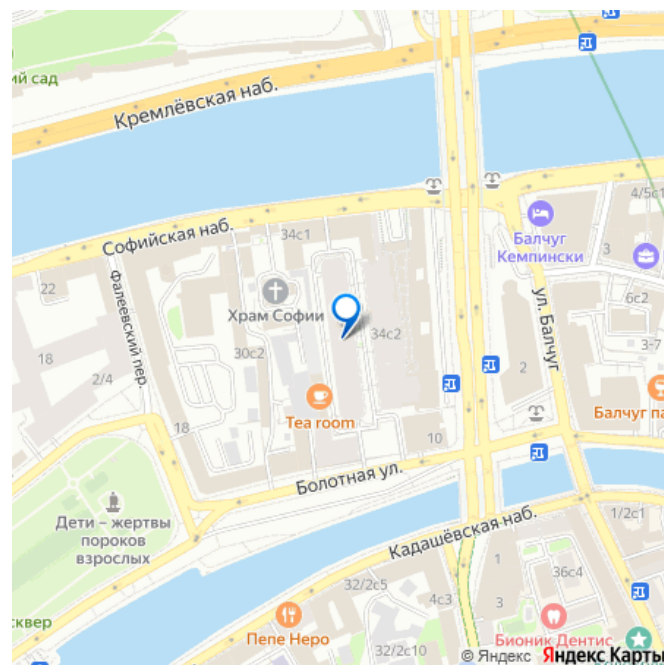 ий сад
Кремлёвская наб.
Софийская наб.
34с1
4/5с1
Балчуг
Кемпински
3
22
Фалеевский пер.
Храм Софии
ул. Балчуг
6с2
18
30с2
34с2
3-7
2/4
2
Tea room
Балчуг па
18
10
Болотная ул.
Дети – жертвы
пороков
взрослых
Кадашёвская наб.
1/2с1
1
32/2с5
36с4
4с3
3
сквер
Пепе Неро
Бионик Дентис
32/2с10
© Яндекс Яндекс Карты